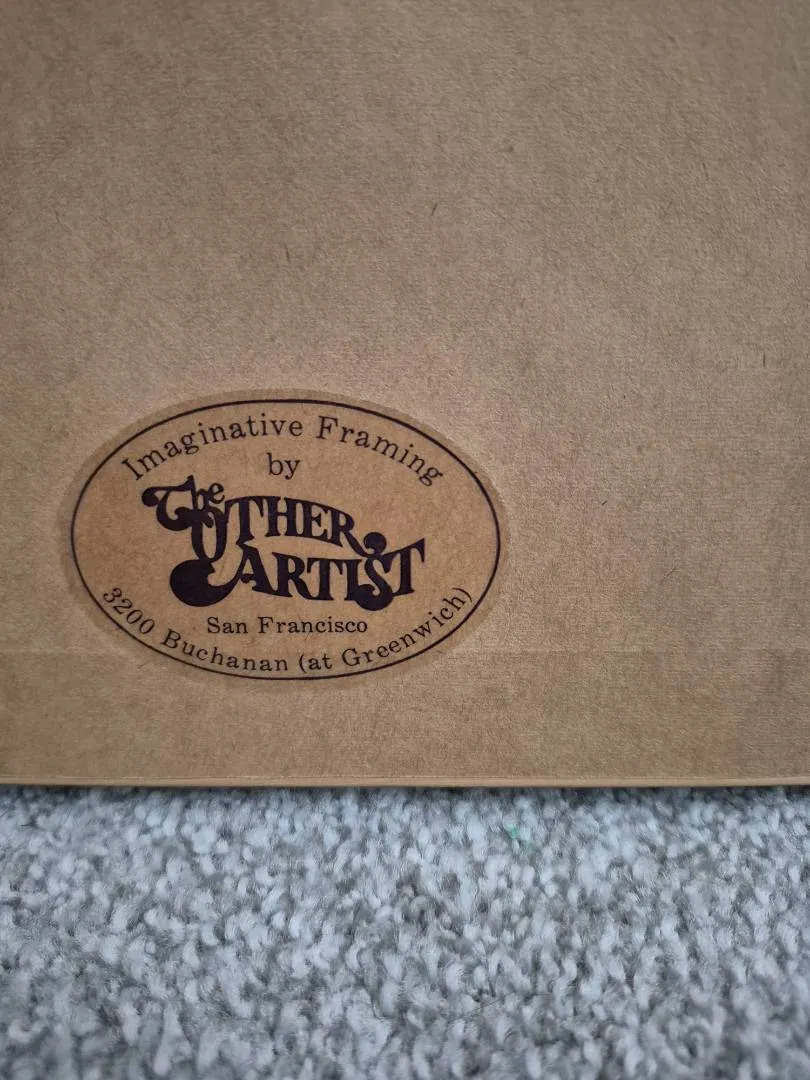 Imaginative Framing
by
The
OTHER
ARTIST
San Francisco
3200 Buchanan (at Greenwich)